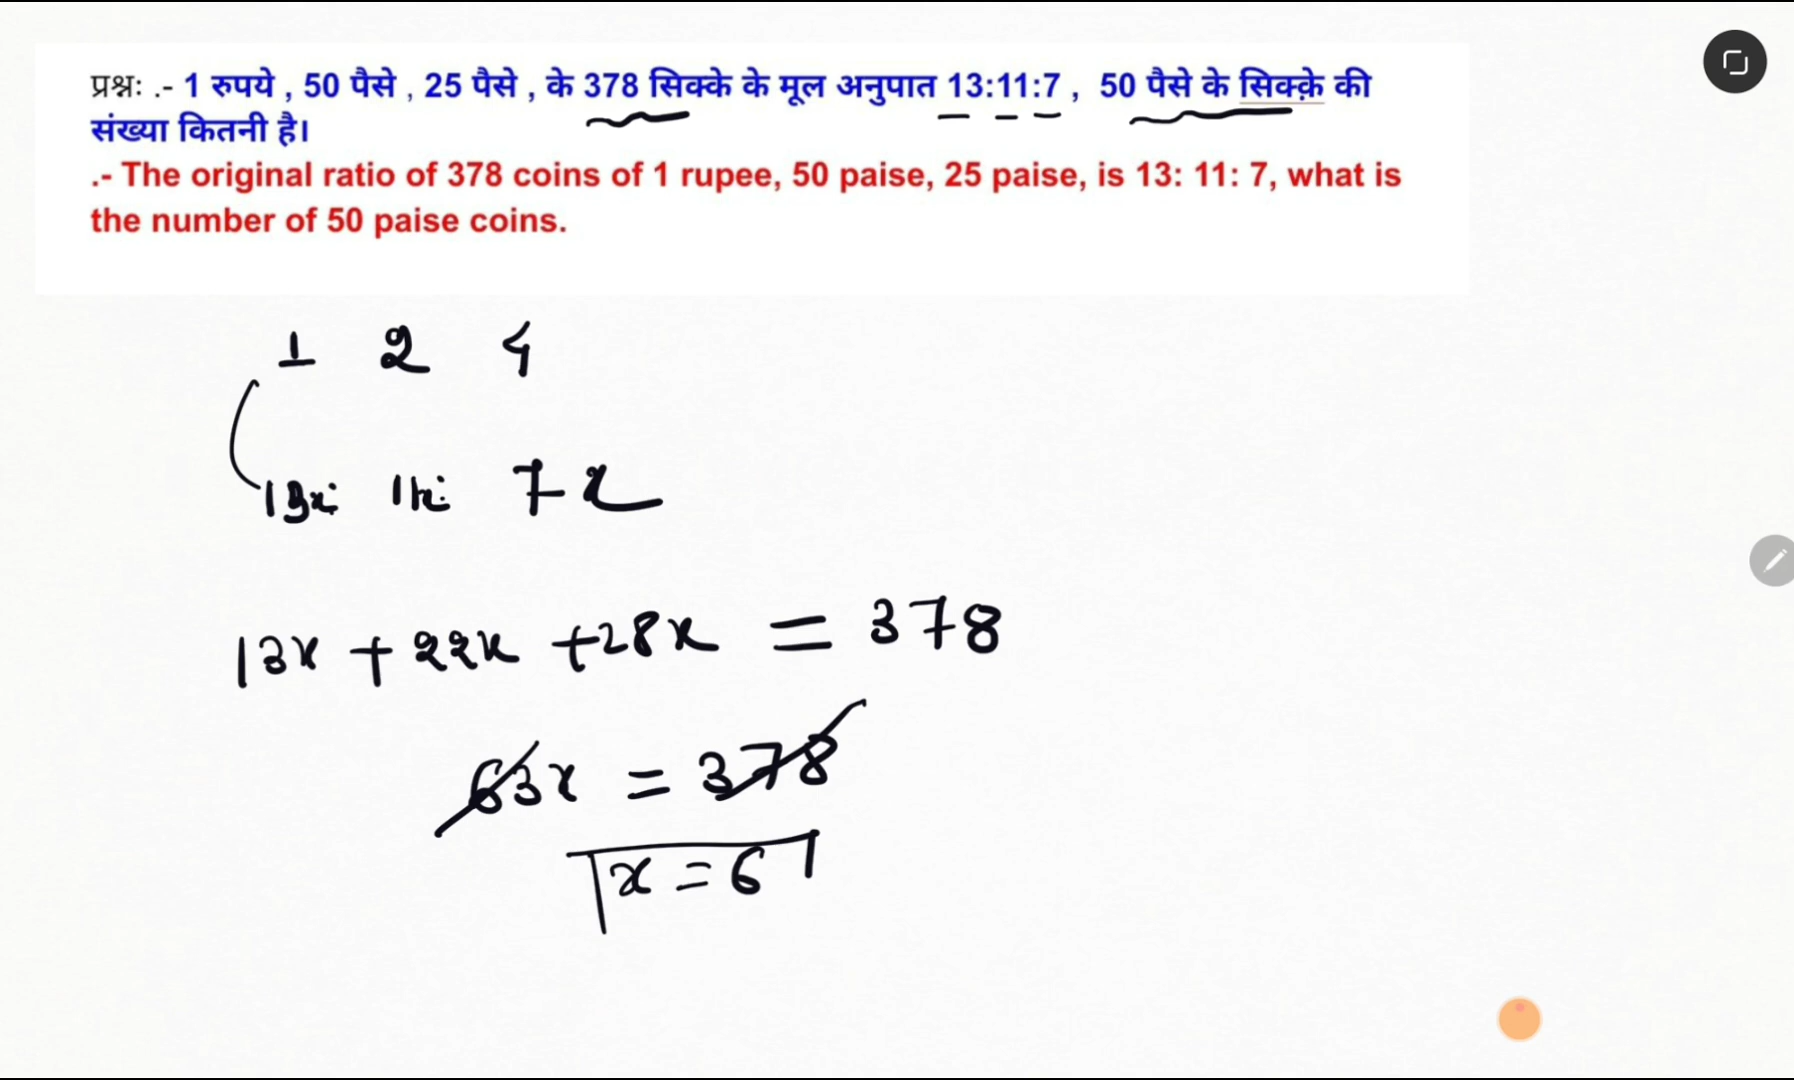 प्रश्नः .- 1 रुपये , 50 पैसे , 25 पैसे , के 378 सिक्के के मूल अनुपात 13:11:7 , 50 पैसे के सिक्क़े की
संख्या कितनी है।
.- The original ratio of 378 coins of 1 rupee, 50 paise, 25 paise, is 13: 11: 7, what is
the number of 50 paise coins.
1 2 4
13x 11x 7x
13x + 22x + 28x = 378
63x = 378
x = 6